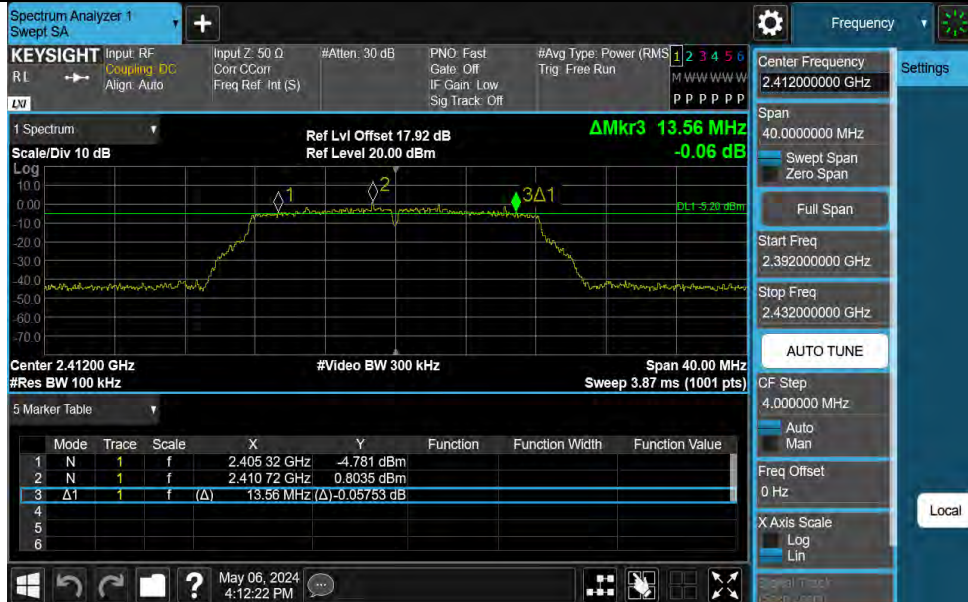 Spectrum Analyzer 1
Swept SA
+
Frequency
KEYSIGHT
RL
LXI
Input: RF
Coupling: DC
Align: Auto
Input Z: 50 Ω
Corr CCorr
Freq Ref: Int (S)
#Atten: 30 dB
PNO: Fast
Gate: Off
IF Gain: Low
Sig Track: Off
#Avg Type: Power (RMS
Trig: Free Run
1 2 3 4 5 6
M W W W W W
P P P P P P
1 Spectrum
Scale/Div 10 dB
Ref Lvl Offset 17.92 dB
Ref Level 20.00 dBm
ΔMkr3 13.56 MHz
-0.06 dB
Log
10.0
0.00
-10.0
-20.0
-30.0
-40.0
-50.0
-60.0
-70.0
1
2
3Δ1
DL1 -5.20 dBm
Center 2.41200 GHz
#Res BW 100 kHz
#Video BW 300 kHz
Span 40.00 MHz
Sweep 3.87 ms (1001 pts)
5 Marker Table
Mode Trace Scale X Y Function Function Width Function Value
1 N 1 f 2.405 32 GHz -4.781 dBm
2 N 1 f 2.410 72 GHz 0.8035 dBm
3 Δ1 1 f (Δ) 13.56 MHz (Δ)-0.05753 dB
4
5
6
Center Frequency
2.412000000 GHz
Settings
Span
40.0000000 MHz
Swept Span
Zero Span
Full Span
Start Freq
2.392000000 GHz
Stop Freq
2.432000000 GHz
AUTO TUNE
CF Step
4.000000 MHz
Auto
Man
Freq Offset
0 Hz
Local
X Axis Scale
Log
Lin
Signal Track
(Span Zoom)
?
May 06, 2024
4:12:22 PM